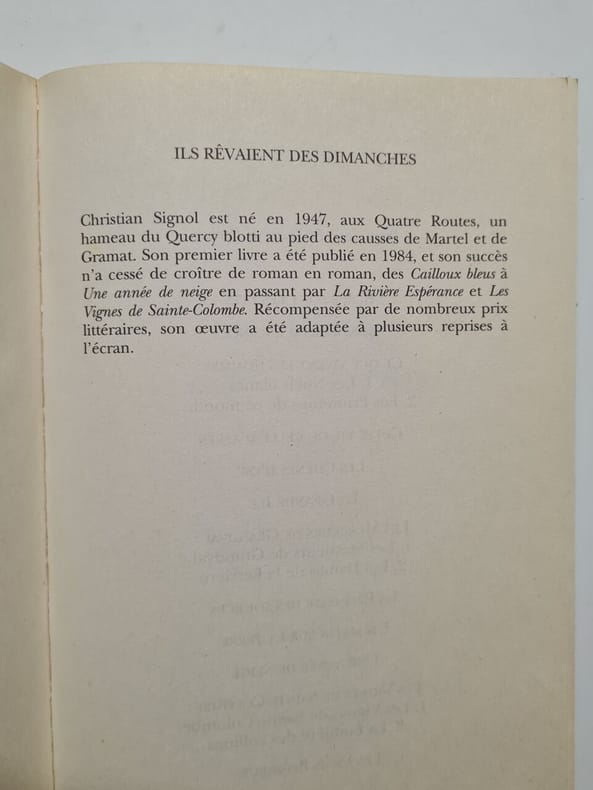 ILS RÊVAIENT DES DIMANCHES
Christian Signol est né en 1947, aux Quatre Routes, un
hameau du Quercy blotti au pied des causses de Martel et de
Gramat. Son premier livre a été publié en 1984, et son succès
n'a cessé de croître de roman en roman, des Cailloux bleus à
Une année de neige en passant par La Rivière Espérance et Les
Vignes de Sainte-Colombe. Récompensée par de nombreux prix
littéraires, son œuvre a été adaptée à plusieurs reprises à
l'écran.